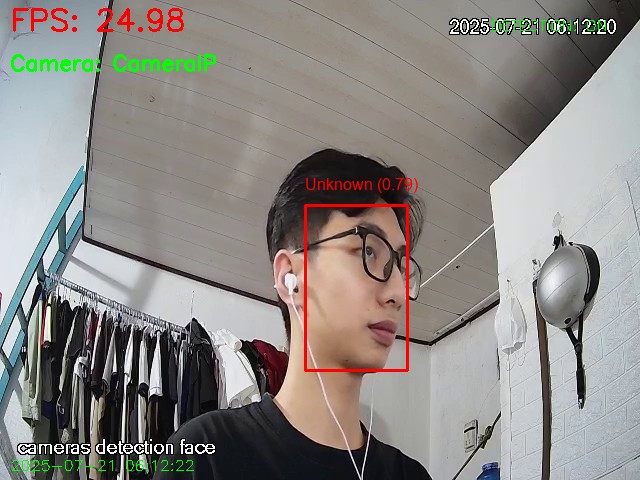 FPS: 24.98
2025-07-21 06:12:20
Camera: CameraIP
Unknown (0.79)
cameras detection face
2025-07-21 06:12:22